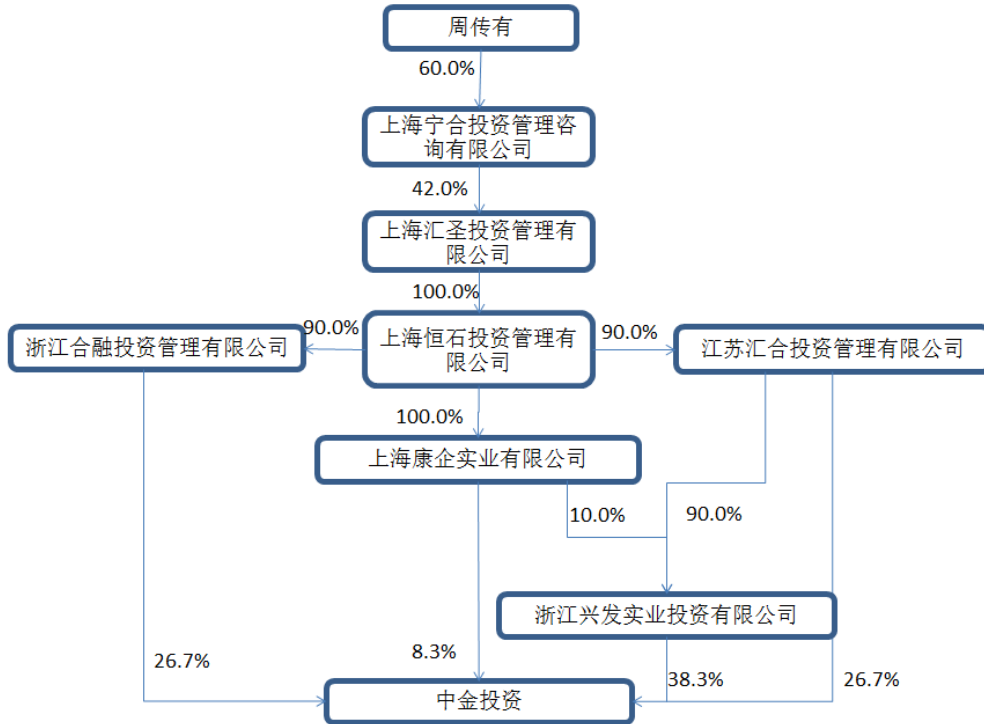 周传有
60.0%
上海宁合投资管理咨
询有限公司
42.0%
上海汇圣投资管理有
限公司
100.0%
浙江合融投资管理有限公司
90.0%
上海恒石投资管理有
限公司
90.0%
江苏汇合投资管理有限公司
100.0%
上海康企实业有限公司
10.0%
90.0%
浙江兴发实业投资有限公司
26.7%
8.3%
38.3%
26.7%
中金投资